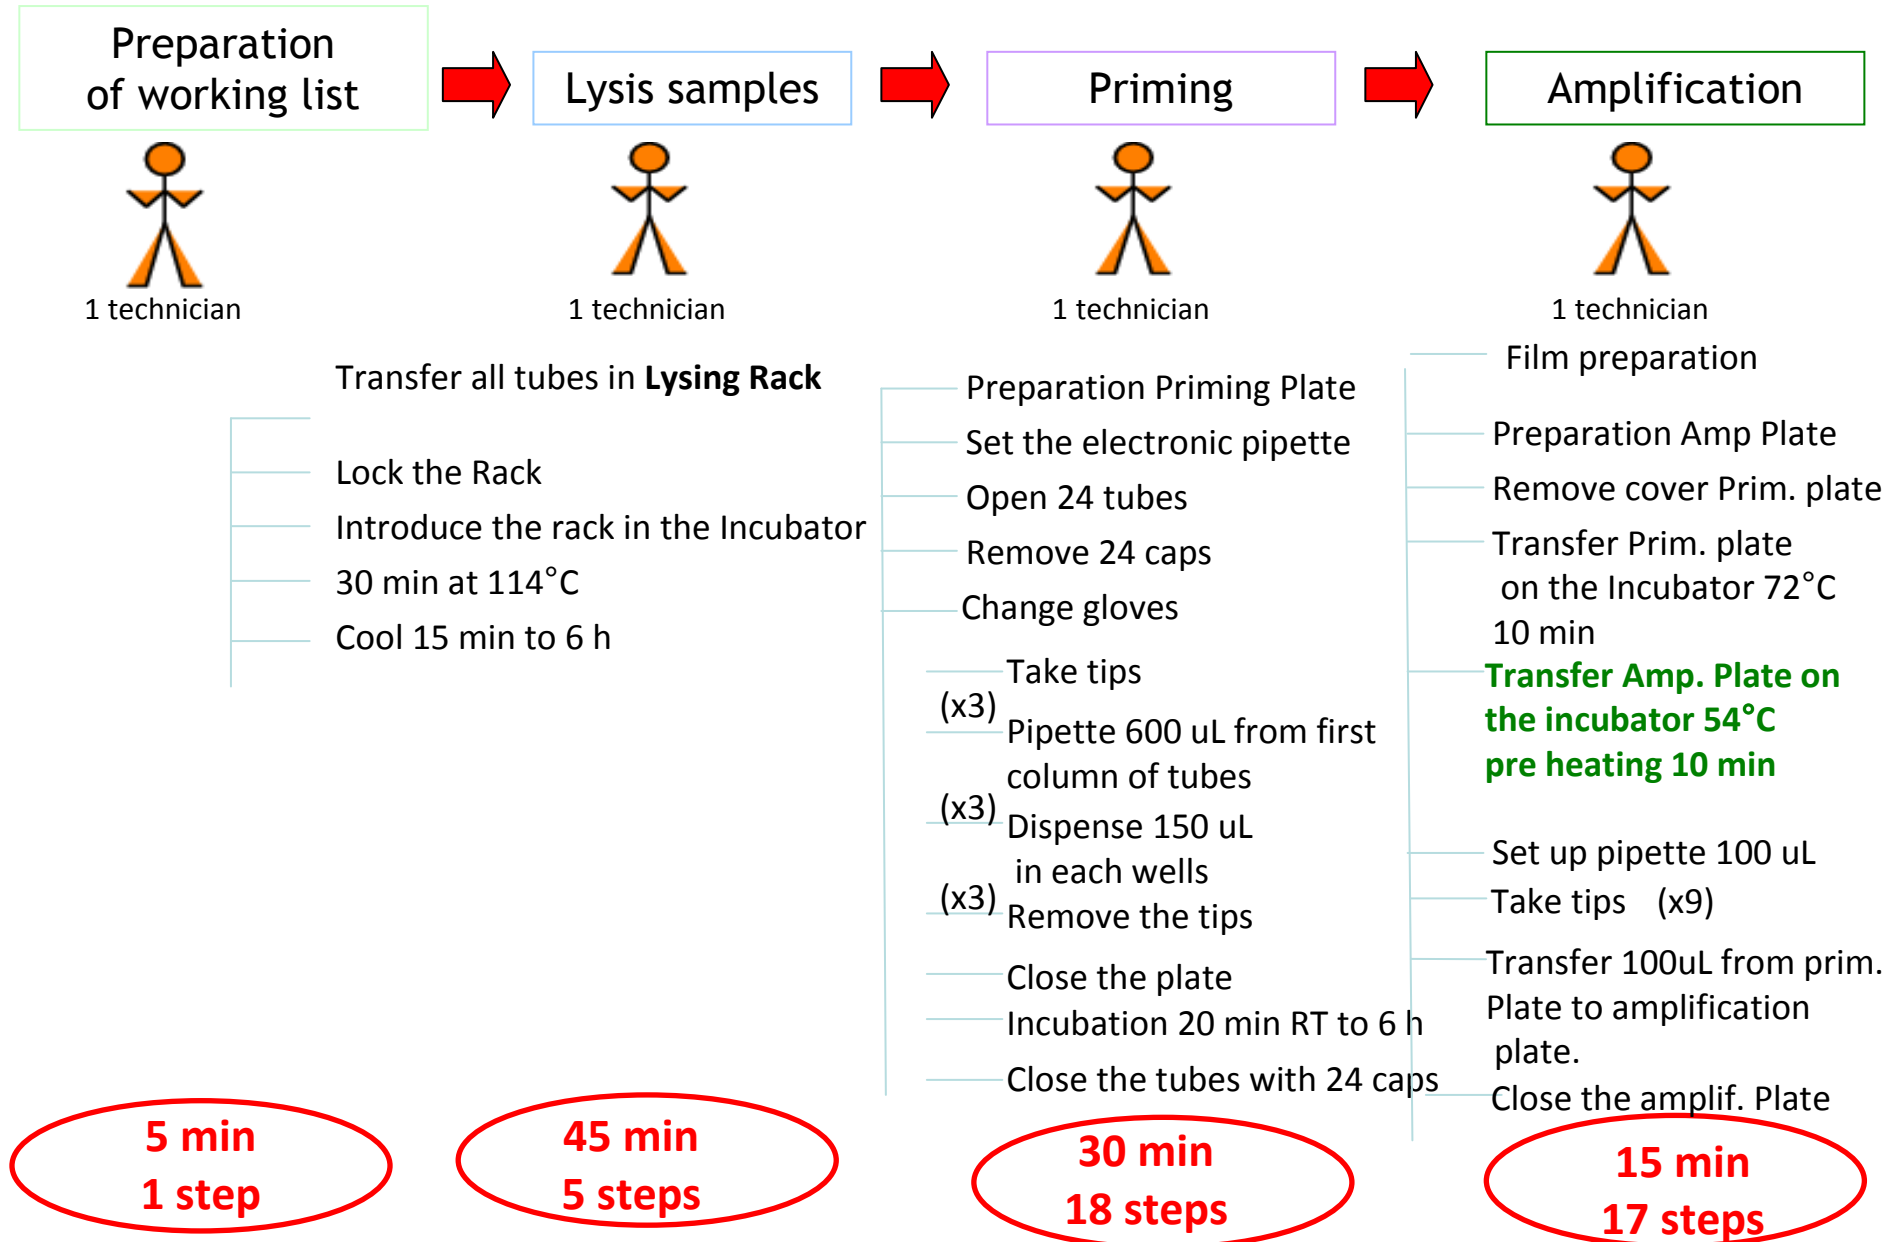 Preparation
of working list
Lysis samples
Priming
Amplification
1 technician
1 technician
1 technician
1 technician
Transfer all tubes in Lysing Rack
Lock the Rack
Introduce the rack in the Incubator
30 min at 114°C
Cool 15 min to 6 h
Preparation Priming Plate
Set the electronic pipette
Open 24 tubes
Remove 24 caps
Change gloves
Take tips
(x3)
Pipette 600 uL from first
column of tubes
(x3)
Dispense 150 uL
in each wells
(x3)
Remove the tips
Close the plate
Incubation 20 min RT to 6 h
Close the tubes with 24 caps
Film preparation
Preparation Amp Plate
Remove cover Prim. plate
Transfer Prim. plate
on the Incubator 72°C
10 min
Transfer Amp. Plate on
the incubator 54°C
pre heating 10 min
Set up pipette 100 uL
Take tips (x9)
Transfer 100uL from prim.
Plate to amplification
plate.
Close the amplif. Plate
5 min
1 step
45 min
5 steps
30 min
18 steps
15 min
17 steps